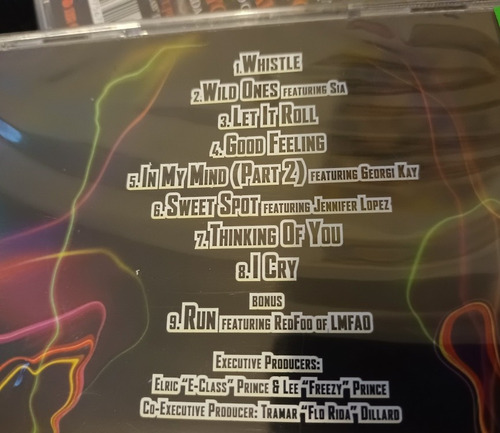 1. Whistle
2. Wild Ones featuring Sia
3. Let It Roll
4. Good Feeling
5. In My Mind (Part 2) featuring Georgi Kay
6. Sweet Spot featuring Jennifer Lopez
7. Thinking Of You
8. I Cry
bonus
9. Run featuring RedFoo of LMFAO
Executive Producers:
Elric "E-Class" Prince & Lee "Freezy" Prince
Co-Executive Producer: Tramar "Flo Rida" Dillard